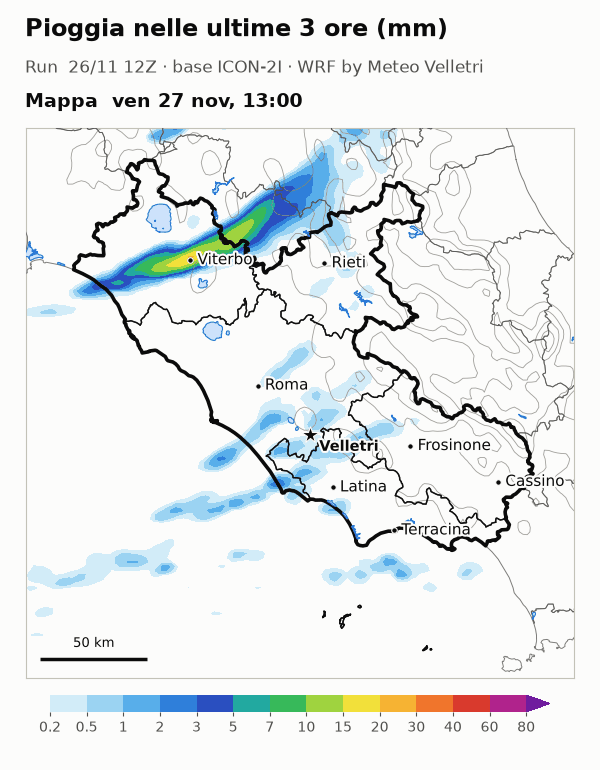 Pioggia nelle ultime 3 ore (mm)
Run  26/11 12Z · base ICON-2I · WRF by Meteo Velletri
Mappa  ven 27 nov, 13:00
Viterbo
Rieti
Roma
Velletri
Frosinone
Latina
Cassino
Terracina
50 km
0.2 0.5 1 2 3 5 7 10 15 20 30 40 60 80